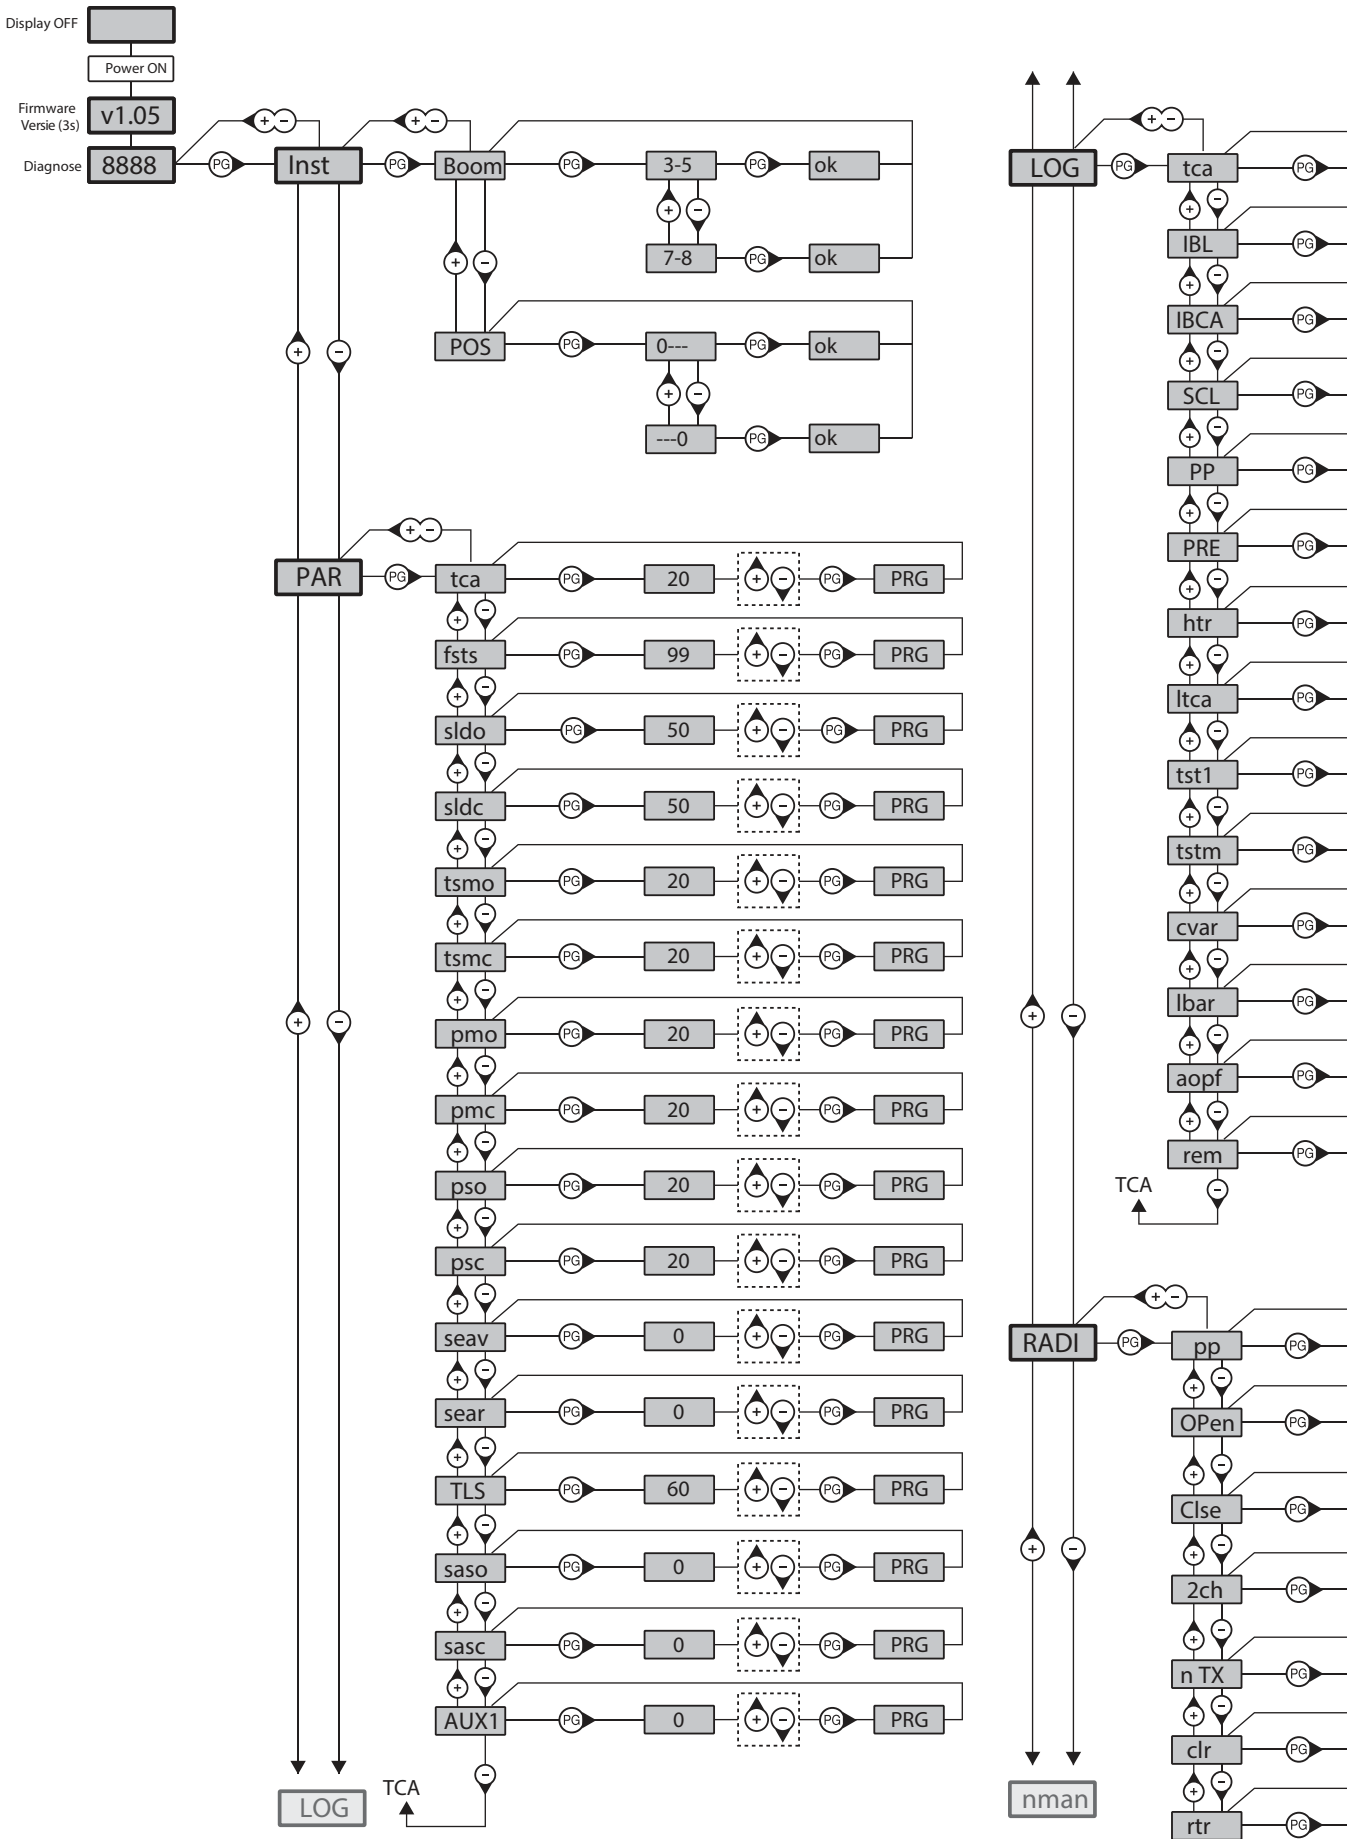 Display OFF
Power ON
Firmware
Versie (3s)
v1.05
Diagnose
8888
PG
Inst
PG
Boom
PG
3-5
PG
ok
7-8
PG
ok
POS
PG
0---
PG
ok
---0
PG
ok
PAR
PG
tca
PG
20
PG
PRG
fsts
PG
99
PG
PRG
sldo
PG
50
PG
PRG
sldc
PG
50
PG
PRG
tsmo
PG
20
PG
PRG
tsmc
PG
20
PG
PRG
pmo
PG
20
PG
PRG
pmc
PG
20
PG
PRG
pso
PG
20
PG
PRG
psc
PG
20
PG
PRG
seav
PG
0
PG
PRG
sear
PG
0
PG
PRG
TLS
PG
60
PG
PRG
saso
PG
0
PG
PRG
sasc
PG
0
PG
PRG
AUX1
PG
0
PG
PRG
TCA
LOG
LOG
PG
tca
PG
IBL
PG
IBCA
PG
SCL
PG
PP
PG
PRE
PG
htr
PG
ltca
PG
tst1
PG
tstm
PG
cvar
PG
lbar
PG
aopf
PG
rem
PG
TCA
RADI
PG
pp
PG
OPen
PG
Clse
PG
2ch
PG
n TX
PG
clr
PG
rtr
PG
nman